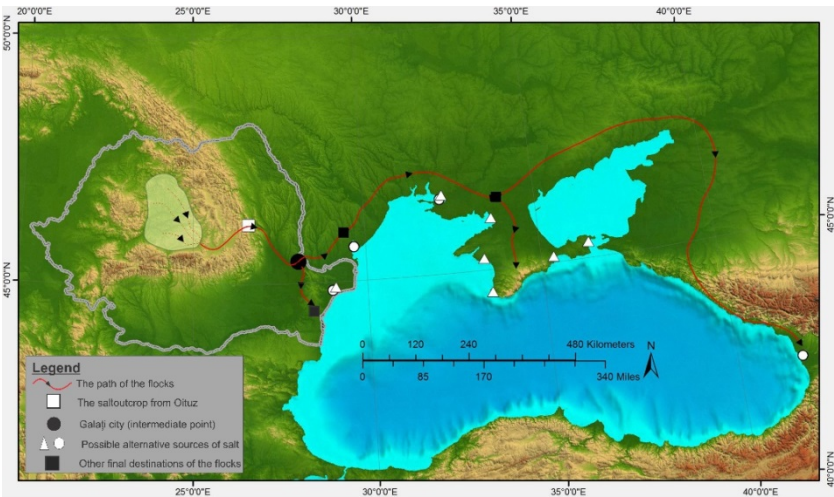 20°0'0"E 25°0'0"E 30°0'0"E 35°0'0"E 40°0'0"E
50°0'0"N
45°0'0"N
45°0'0"N
40°0'0"N
0 120 240 480 Kilometers
0 85 170 340 Miles
N
Legend
The path of the flocks
The saltoutcrop from Oituz
Galați city (intermediate point)
Possible alternative sources of salt
Other final destinations of the flocks
25°0'0"E 30°0'0"E 35°0'0"E 40°0'0"E